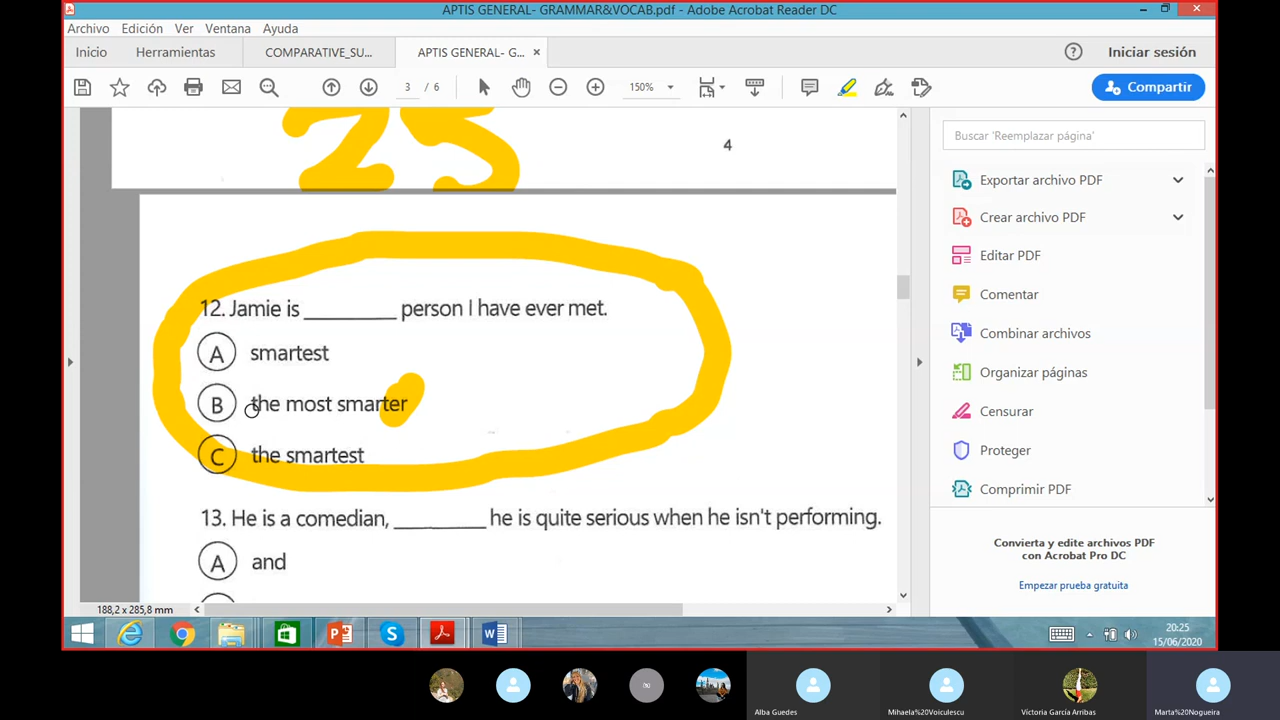 APTIS GENERAL- GRAMMAR&VOCAB.pdf - Adobe Acrobat Reader DC
Archivo Edición Ver Ventana Ayuda
Inicio Herramientas COMPARATIVE_SU... APTIS GENERAL- G... × Iniciar sesión
3 / 6 150% Compartir
25
4
12. Jamie is _________ person I have ever met.
A smartest
B the most smarter
C the smartest
13. He is a comedian, _________ he is quite serious when he isn't performing.
A and
188,2 x 285,8 mm
Buscar 'Reemplazar página'
Exportar archivo PDF
Crear archivo PDF
Editar PDF
Comentar
Combinar archivos
Organizar páginas
Censurar
Proteger
Comprimir PDF
Convierta y edite archivos PDF
con Acrobat Pro DC
Empezar prueba gratuita
20:25
15/06/2020
Alba Guedes Mihaela%20Voiculescu Victoria García Arribas Marta%20Nogueira